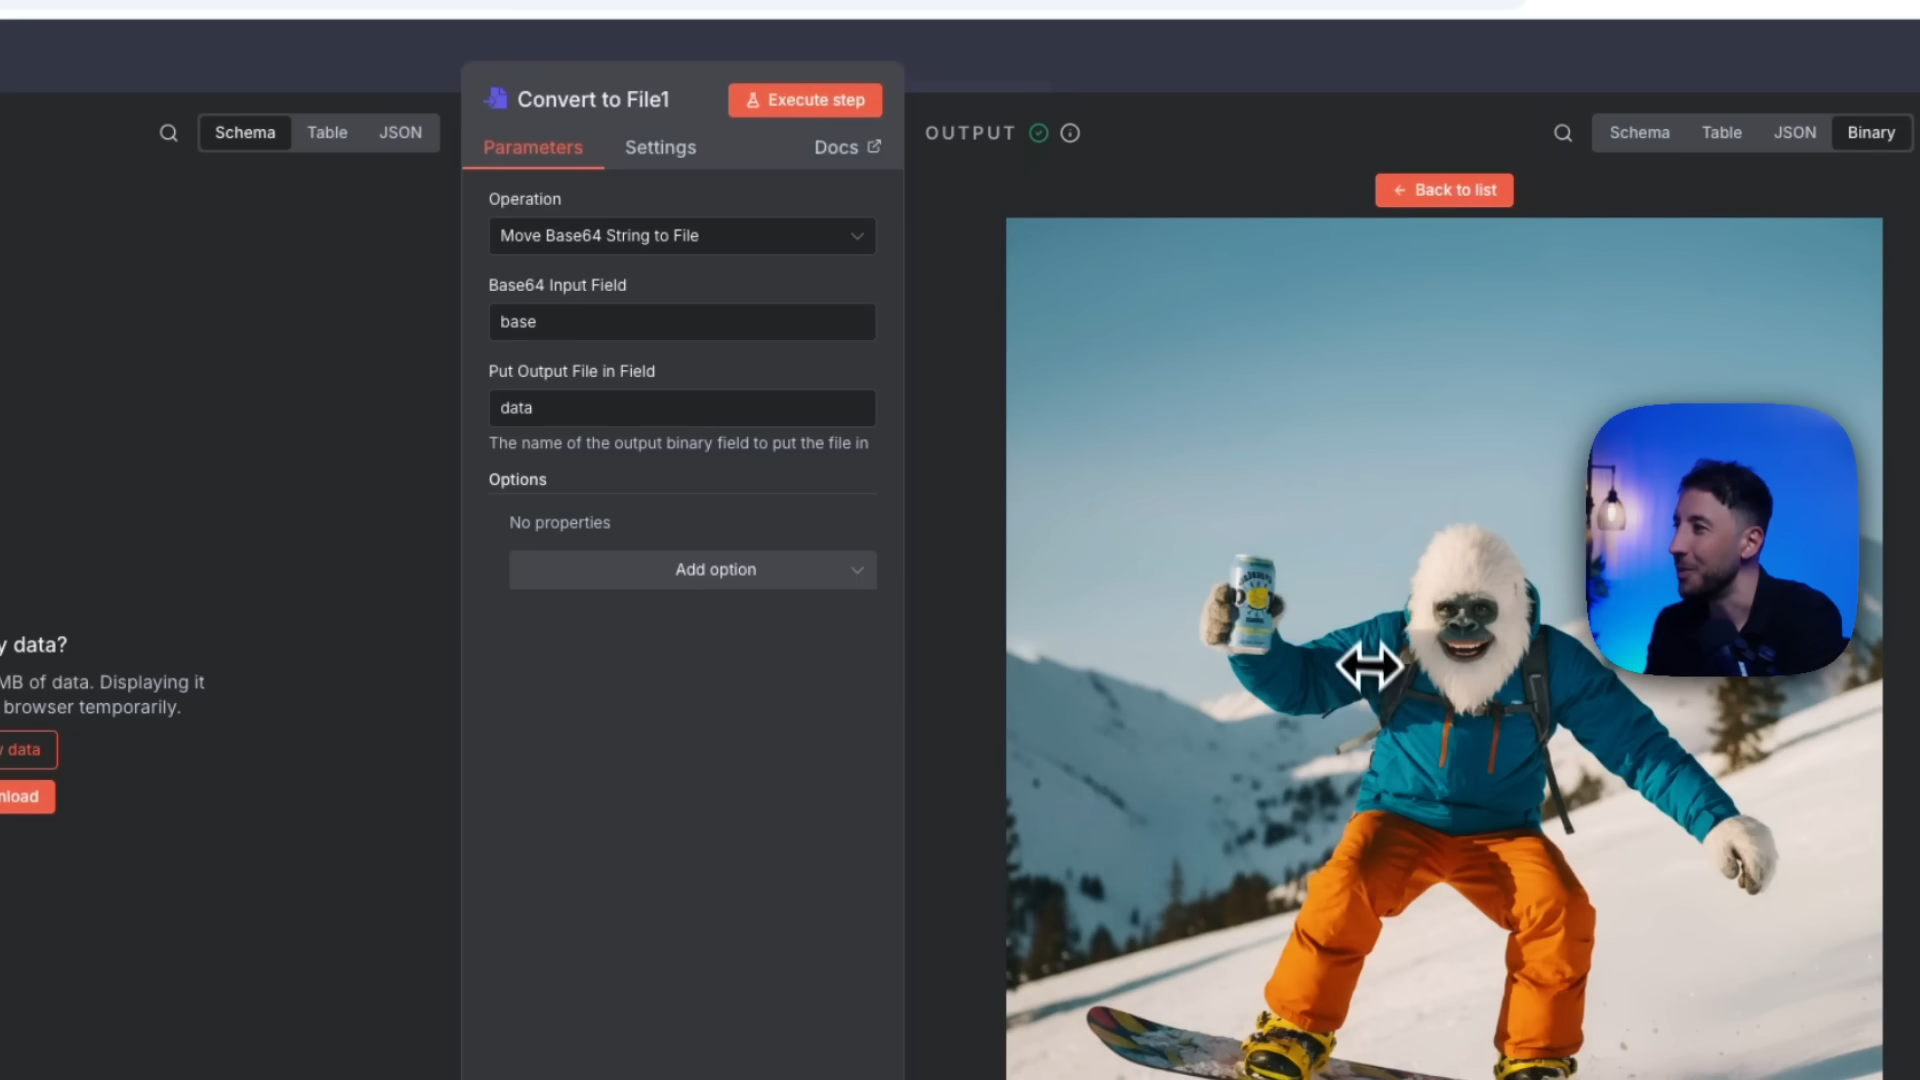 Schema Table JSON
y data?
MB of data. Displaying it
browser temporarily.
data
nload
Convert to File1
Execute step
Parameters Settings Docs
Operation
Move Base64 String to File
Base64 Input Field
base
Put Output File in Field
data
The name of the output binary field to put the file in
Options
No properties
Add option
OUTPUT
Schema Table JSON Binary
Back to list